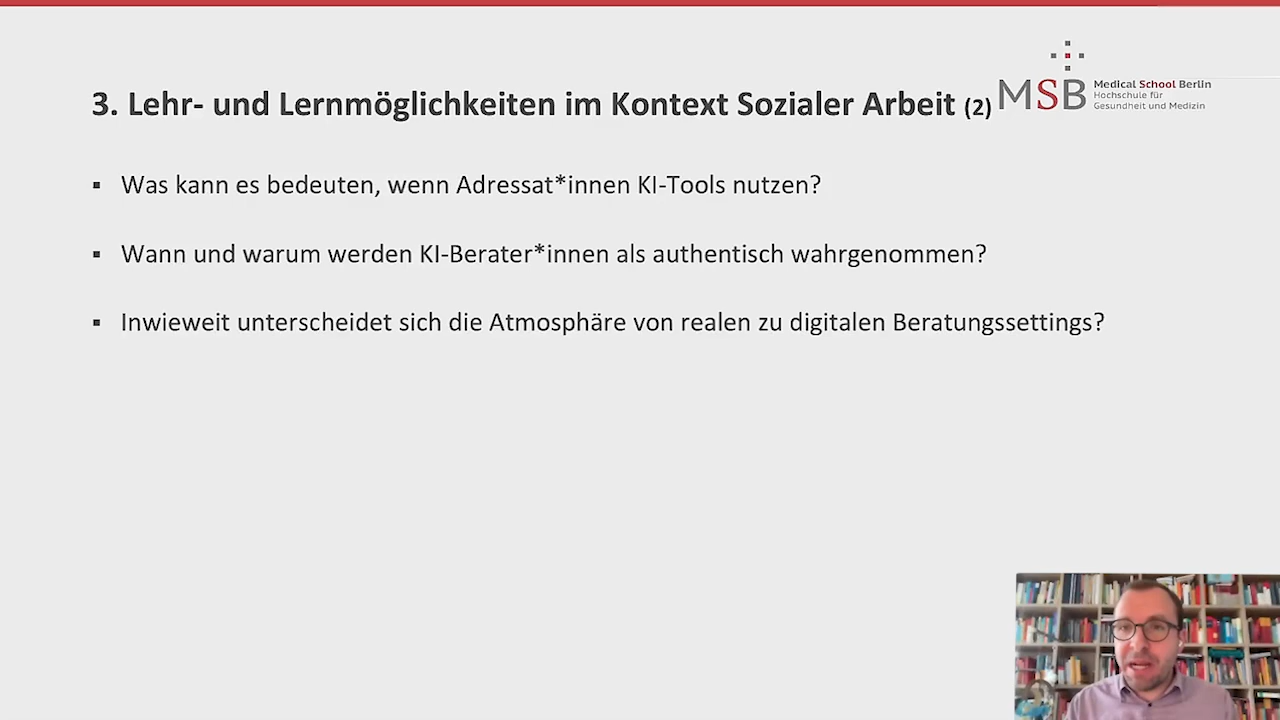 3. Lehr- und Lernmöglichkeiten im Kontext Sozialer Arbeit (2)
MSB Medical School Berlin
Hochschule für
Gesundheit und Medizin
▪ Was kann es bedeuten, wenn Adressat*innen KI-Tools nutzen?
▪ Wann und warum werden KI-Berater*innen als authentisch wahrgenommen?
▪ Inwieweit unterscheidet sich die Atmosphäre von realen zu digitalen Beratungssettings?